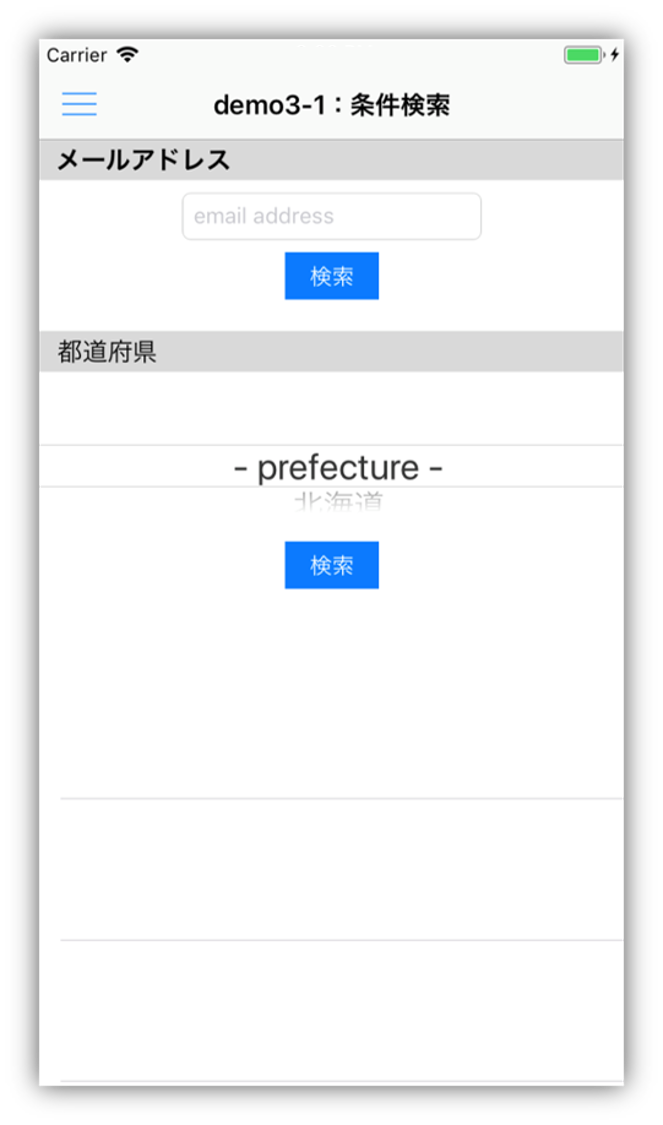 Carrier
demo3-1：条件検索
メールアドレス
email address
検索
都道府県
- prefecture -
北海道
検索